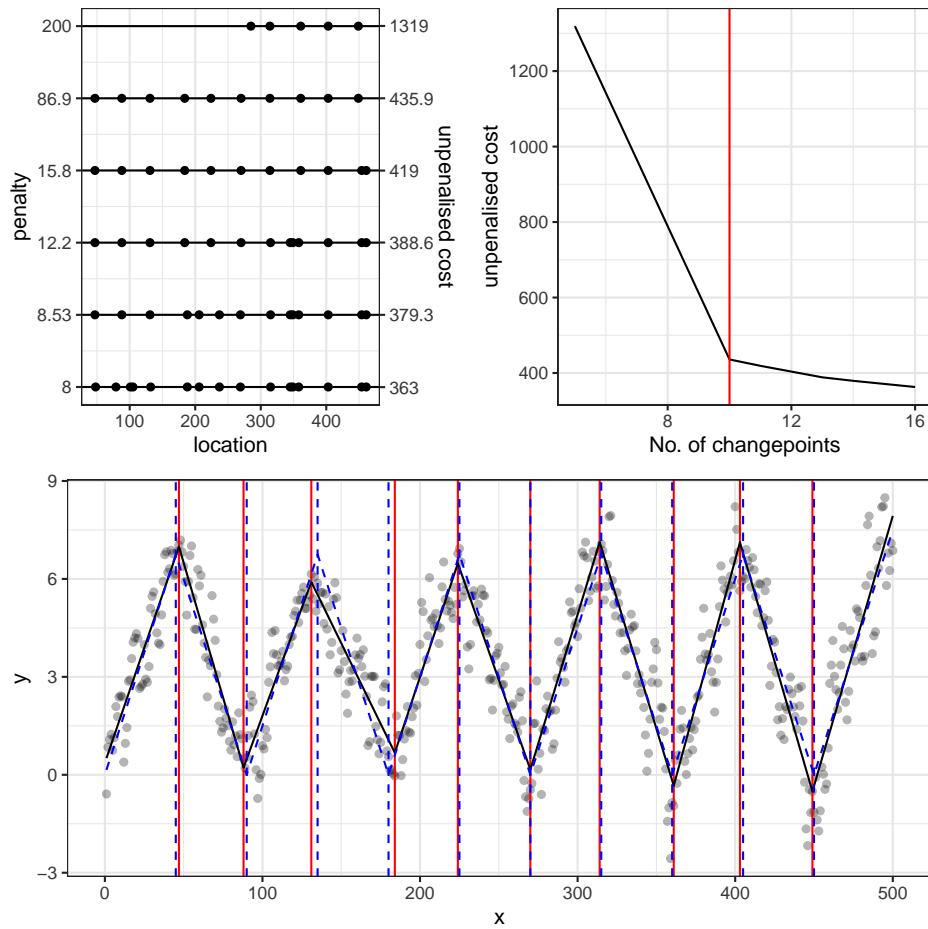 penalty
200
86.9
15.8
12.2
8.53
8
1319
435.9
419
388.6
379.3
363
unpenalised cost
100 200 300 400
location
unpenalised cost
1200
1000
800
600
400
8 12 16
No. of changepoints
y
9
6
3
0
−3
0 100 200 300 400 500
x